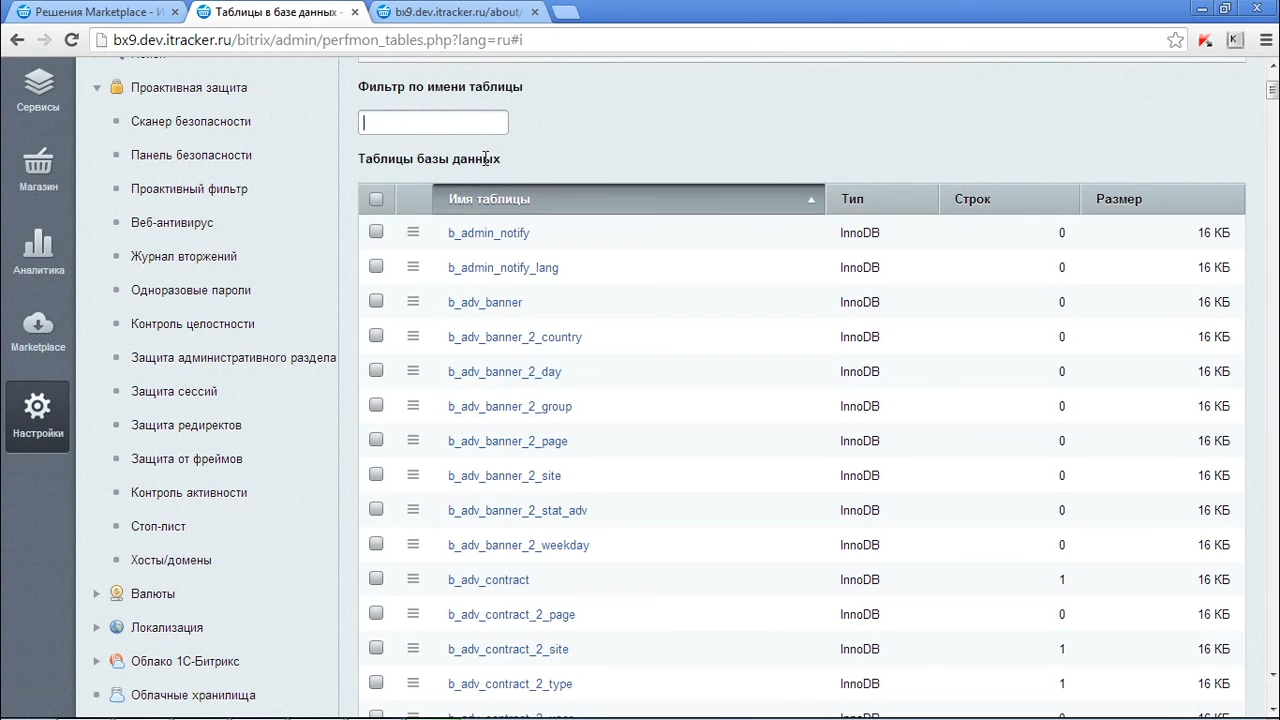 Решения Marketplace - И
Таблицы в базе данных -
bx9.dev.itracker.ru/about/
bx9.dev.itracker.ru/bitrix/admin/perfmon_tables.php?lang=ru#i
Сервисы
Магазин
Аналитика
Marketplace
Настройки
Проактивная защита
Сканер безопасности
Панель безопасности
Проактивный фильтр
Веб-антивирус
Журнал вторжений
Одноразовые пароли
Контроль целостности
Защита административного раздела
Защита сессий
Защита редиректов
Защита от фреймов
Контроль активности
Стоп-лист
Хосты/домены
Валюты
Локализация
Облако 1С-Битрикс
Облачные хранилища
Фильтр по имени таблицы
Таблицы базы данных
Имя таблицы Тип Строк Размер
b_admin_notify InnoDB 0 16 КБ
b_admin_notify_lang InnoDB 0 16 КБ
b_adv_banner InnoDB 0 16 КБ
b_adv_banner_2_country InnoDB 0 16 КБ
b_adv_banner_2_day InnoDB 0 16 КБ
b_adv_banner_2_group InnoDB 0 16 КБ
b_adv_banner_2_page InnoDB 0 16 КБ
b_adv_banner_2_site InnoDB 0 16 КБ
b_adv_banner_2_stat_adv InnoDB 0 16 КБ
b_adv_banner_2_weekday InnoDB 0 16 КБ
b_adv_contract InnoDB 1 16 КБ
b_adv_contract_2_page InnoDB 0 16 КБ
b_adv_contract_2_site InnoDB 1 16 КБ
b_adv_contract_2_type InnoDB 1 16 КБ